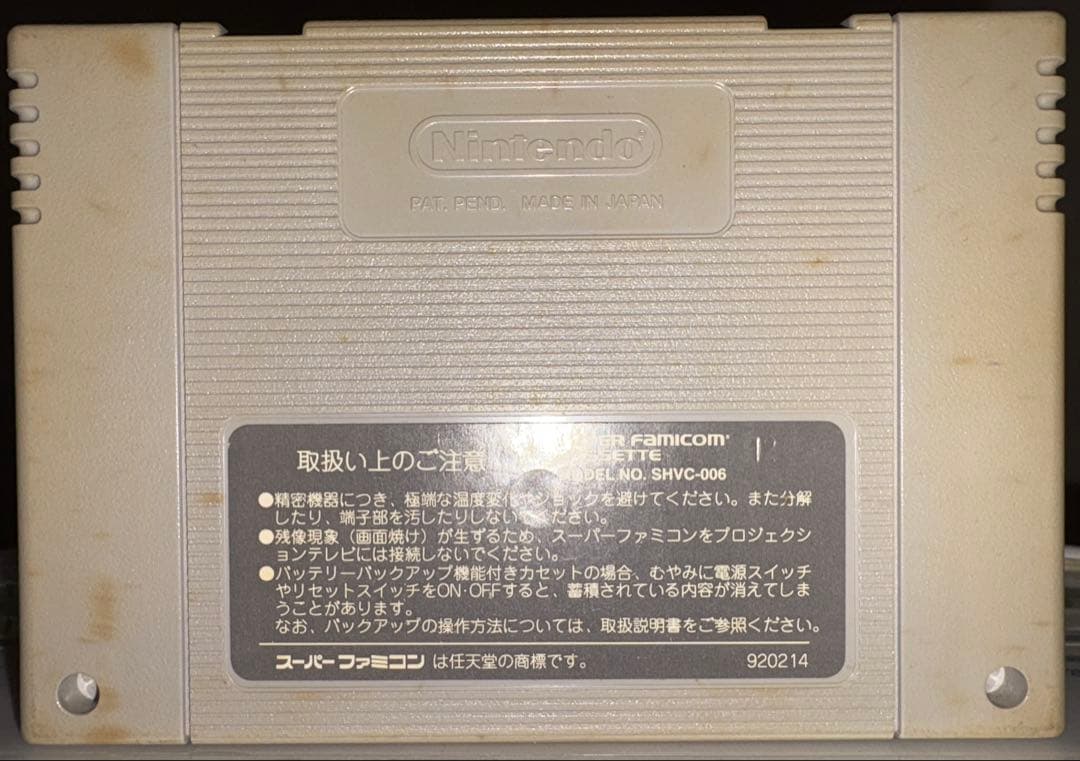 Nintendo
PAT. PEND. MADE IN JAPAN
取扱い上のご注意
ER FAMICOM
SETTE
DEL NO. SHVC-006
●精密機器につき、極端な温度変化やショックを避けてください。また分解
したり、端子部を汚したりしないでください。
●残像現象（画面焼け）が生ずるため、スーパーファミコンをプロジェクシ
ョンテレビには接続しないでください。
●バッテリーバックアップ機能付きカセットの場合、むやみに電源スイッチ
やリセットスイッチをON·OFFすると、蓄積されている内容が消えてしま
うことがあります。
なお、バックアップの操作方法については、取扱説明書をご参照ください。
スーパーファミコン は任天堂の商標です。
920214